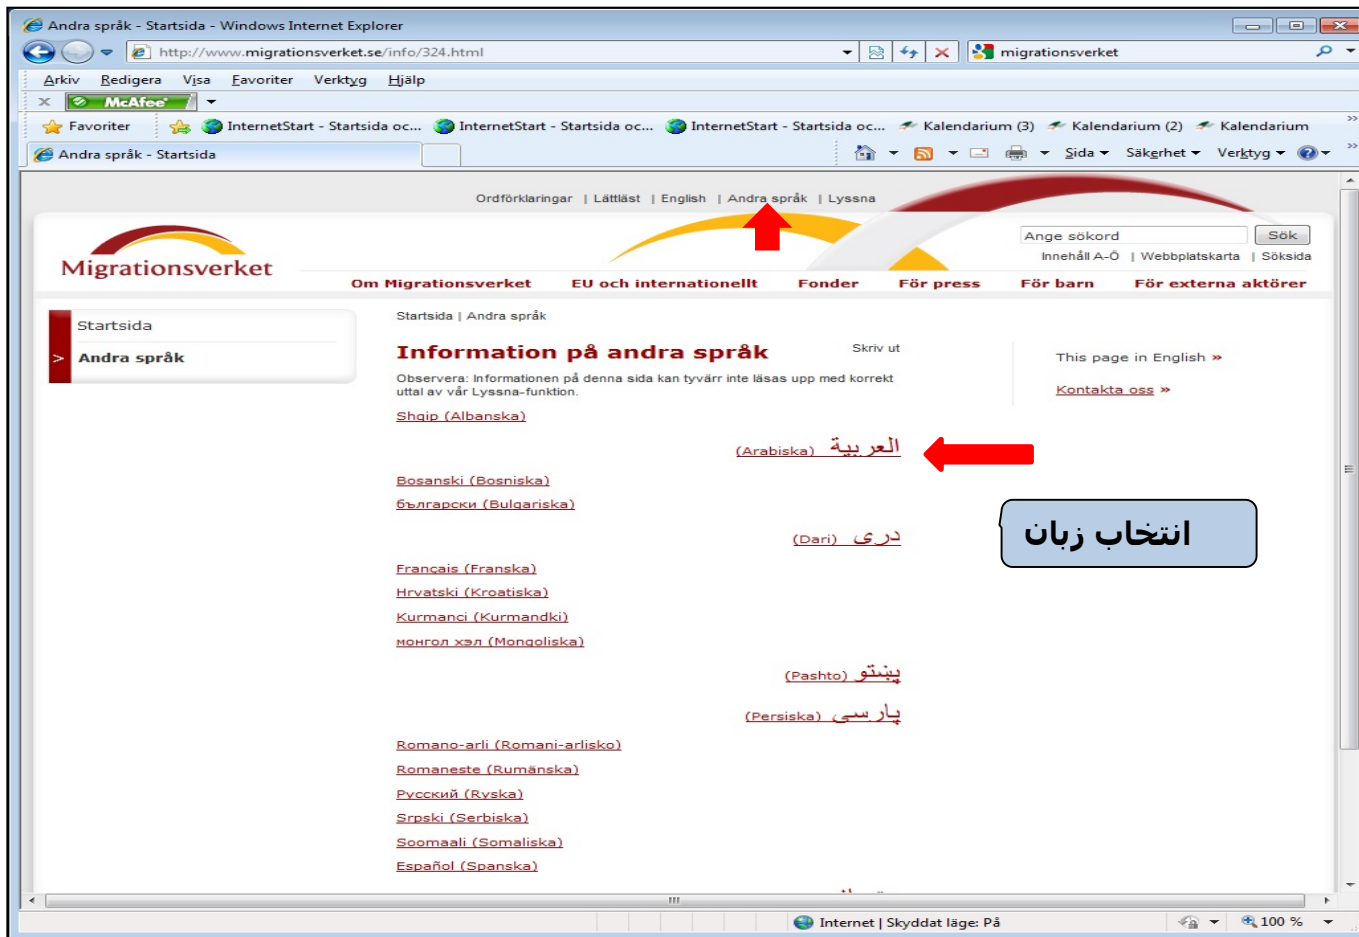 Andra språk - Startsida - Windows Internet Explorer
http://www.migrationsverket.se/info/324.html
migrationsverket
Arkiv Redigera Visa Favoriter Verktyg Hjälp
x McAfee
Favoriter InternetStart - Startsida oc... InternetStart - Startsida oc... InternetStart - Startsida oc... Kalendarium (3) Kalendarium (2) Kalendarium »
Andra språk - Startsida
Sida Säkerhet Verktyg »
Ordförklaringar | Lättläst | English | Andra språk | Lyssna
Ange sökord Sök
Innehåll A-Ö | Webbplatskarta | Söksida
Migrationsverket
Om Migrationsverket EU och internationellt Fonder För press För barn För externa aktörer
Startsida
> Andra språk
Startsida | Andra språk
Information på andra språk
Skriv ut
Observera: Informationen på denna sida kan tyvärr inte läsas upp med korrekt
uttal av vår Lyssna-funktion.
This page in English »
Kontakta oss »
Shqip (Albanska)
العربية (Arabiska)
Bosanski (Bosniska)
български (Bulgariska)
دری (Dari)
انتخاب زبان
Français (Franska)
Hrvatski (Kroatiska)
Kurmanci (Kurmandki)
монгол хэл (Mongoliska)
پښتو (Pashto)
پارسی (Persiska)
Romano-arli (Romani-arlisko)
Romaneste (Rumänska)
Русский (Ryska)
Srpski (Serbiska)
Soomaali (Somaliska)
Español (Spanska)
Internet | Skyddat läge: På
100 %